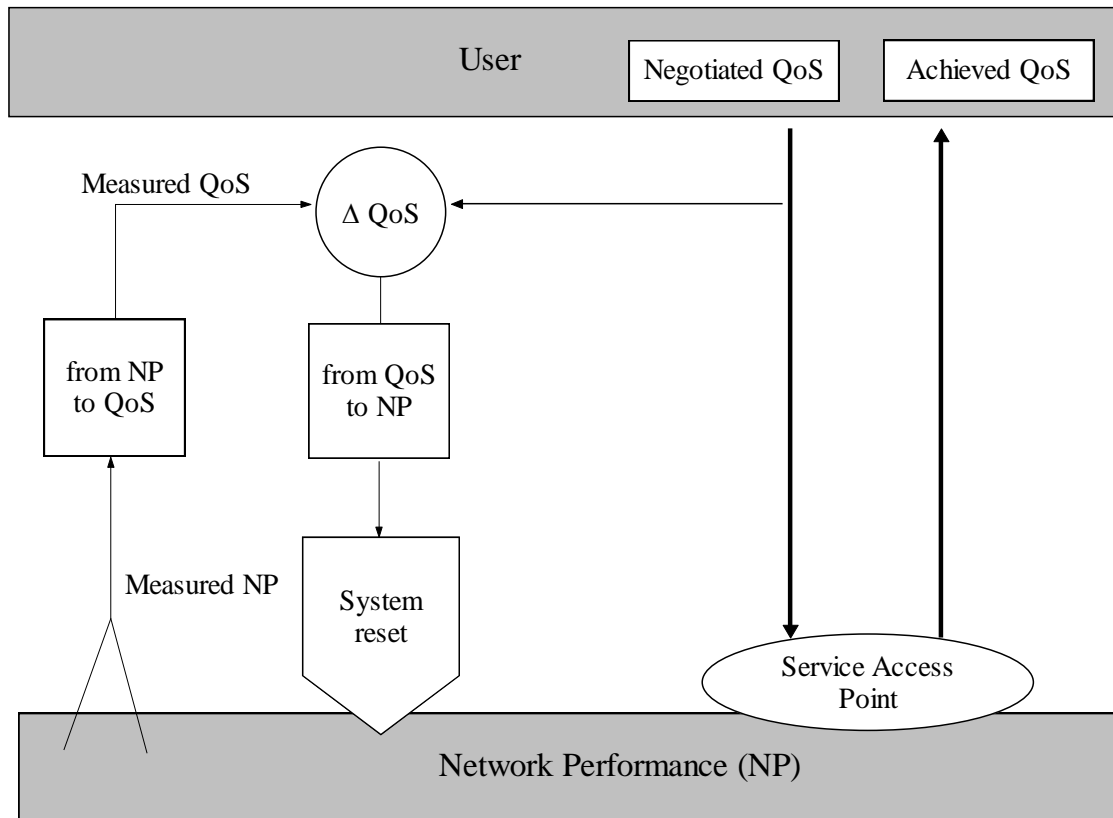 User
Negotiated QoS
Achieved QoS
Measured QoS
Δ QoS
from NP
to QoS
from QoS
to NP
Measured NP
System
reset
Service Access
Point
Network Performance (NP)